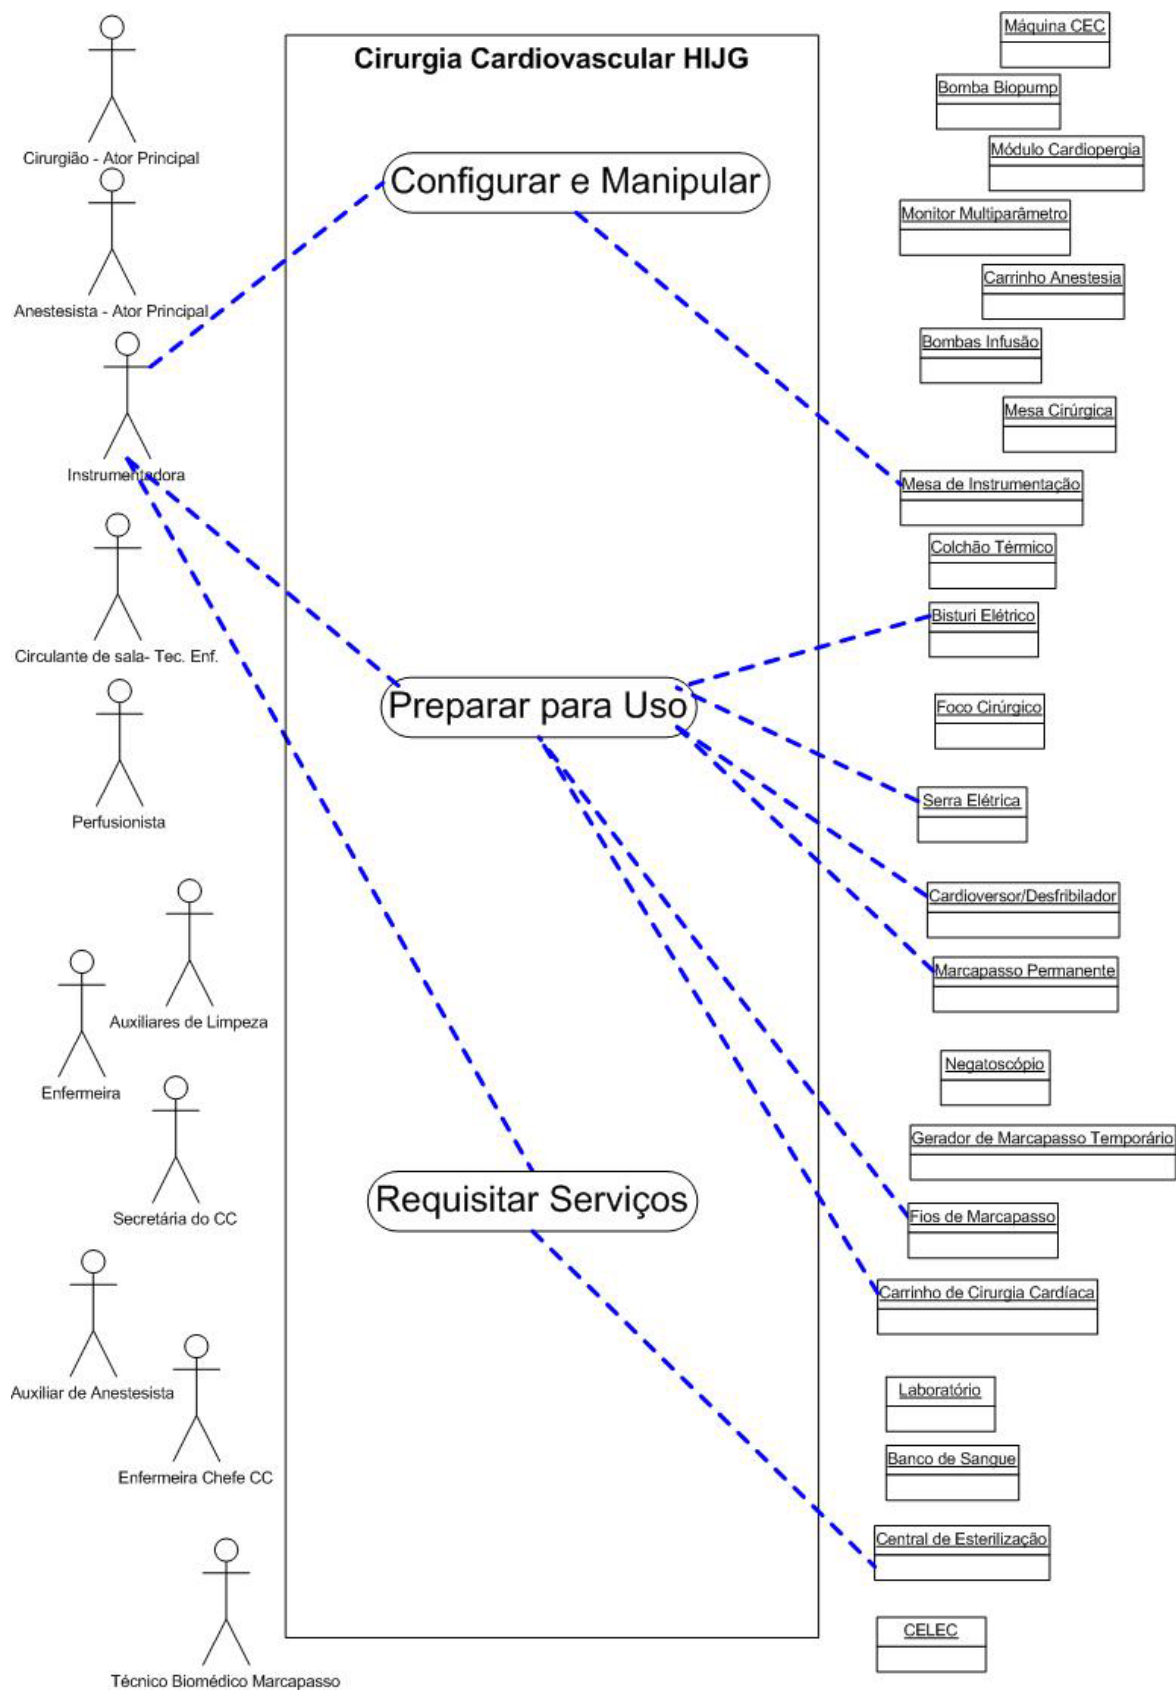 Cirurgia Cardiovascular HIJG
Cirurgião - Ator Principal
Anestesista - Ator Principal
Instrumentadora
Circulante de sala- Tec. Enf.
Perfusionista
Auxiliares de Limpeza
Enfermeira
Secretária do CC
Auxiliar de Anestesista
Enfermeira Chefe CC
Técnico Biomédico Marcapasso
Configurar e Manipular
Preparar para Uso
Requisitar Serviços
Máquina CEC
Bomba Biopump
Módulo Cardiopergia
Monitor Multiparâmetro
Carrinho Anestesia
Bombas Infusão
Mesa Cirúrgica
Mesa de Instrumentação
Colchão Térmico
Bisturi Elétrico
Foco Cirúrgico
Serra Elétrica
Cardioversor/Desfribilador
Marcapasso Permanente
Negatoscópio
Gerador de Marcapasso Temporário
Fios de Marcapasso
Carrinho de Cirurgia Cardíaca
Laboratório
Banco de Sangue
Central de Esterilização
CELEC